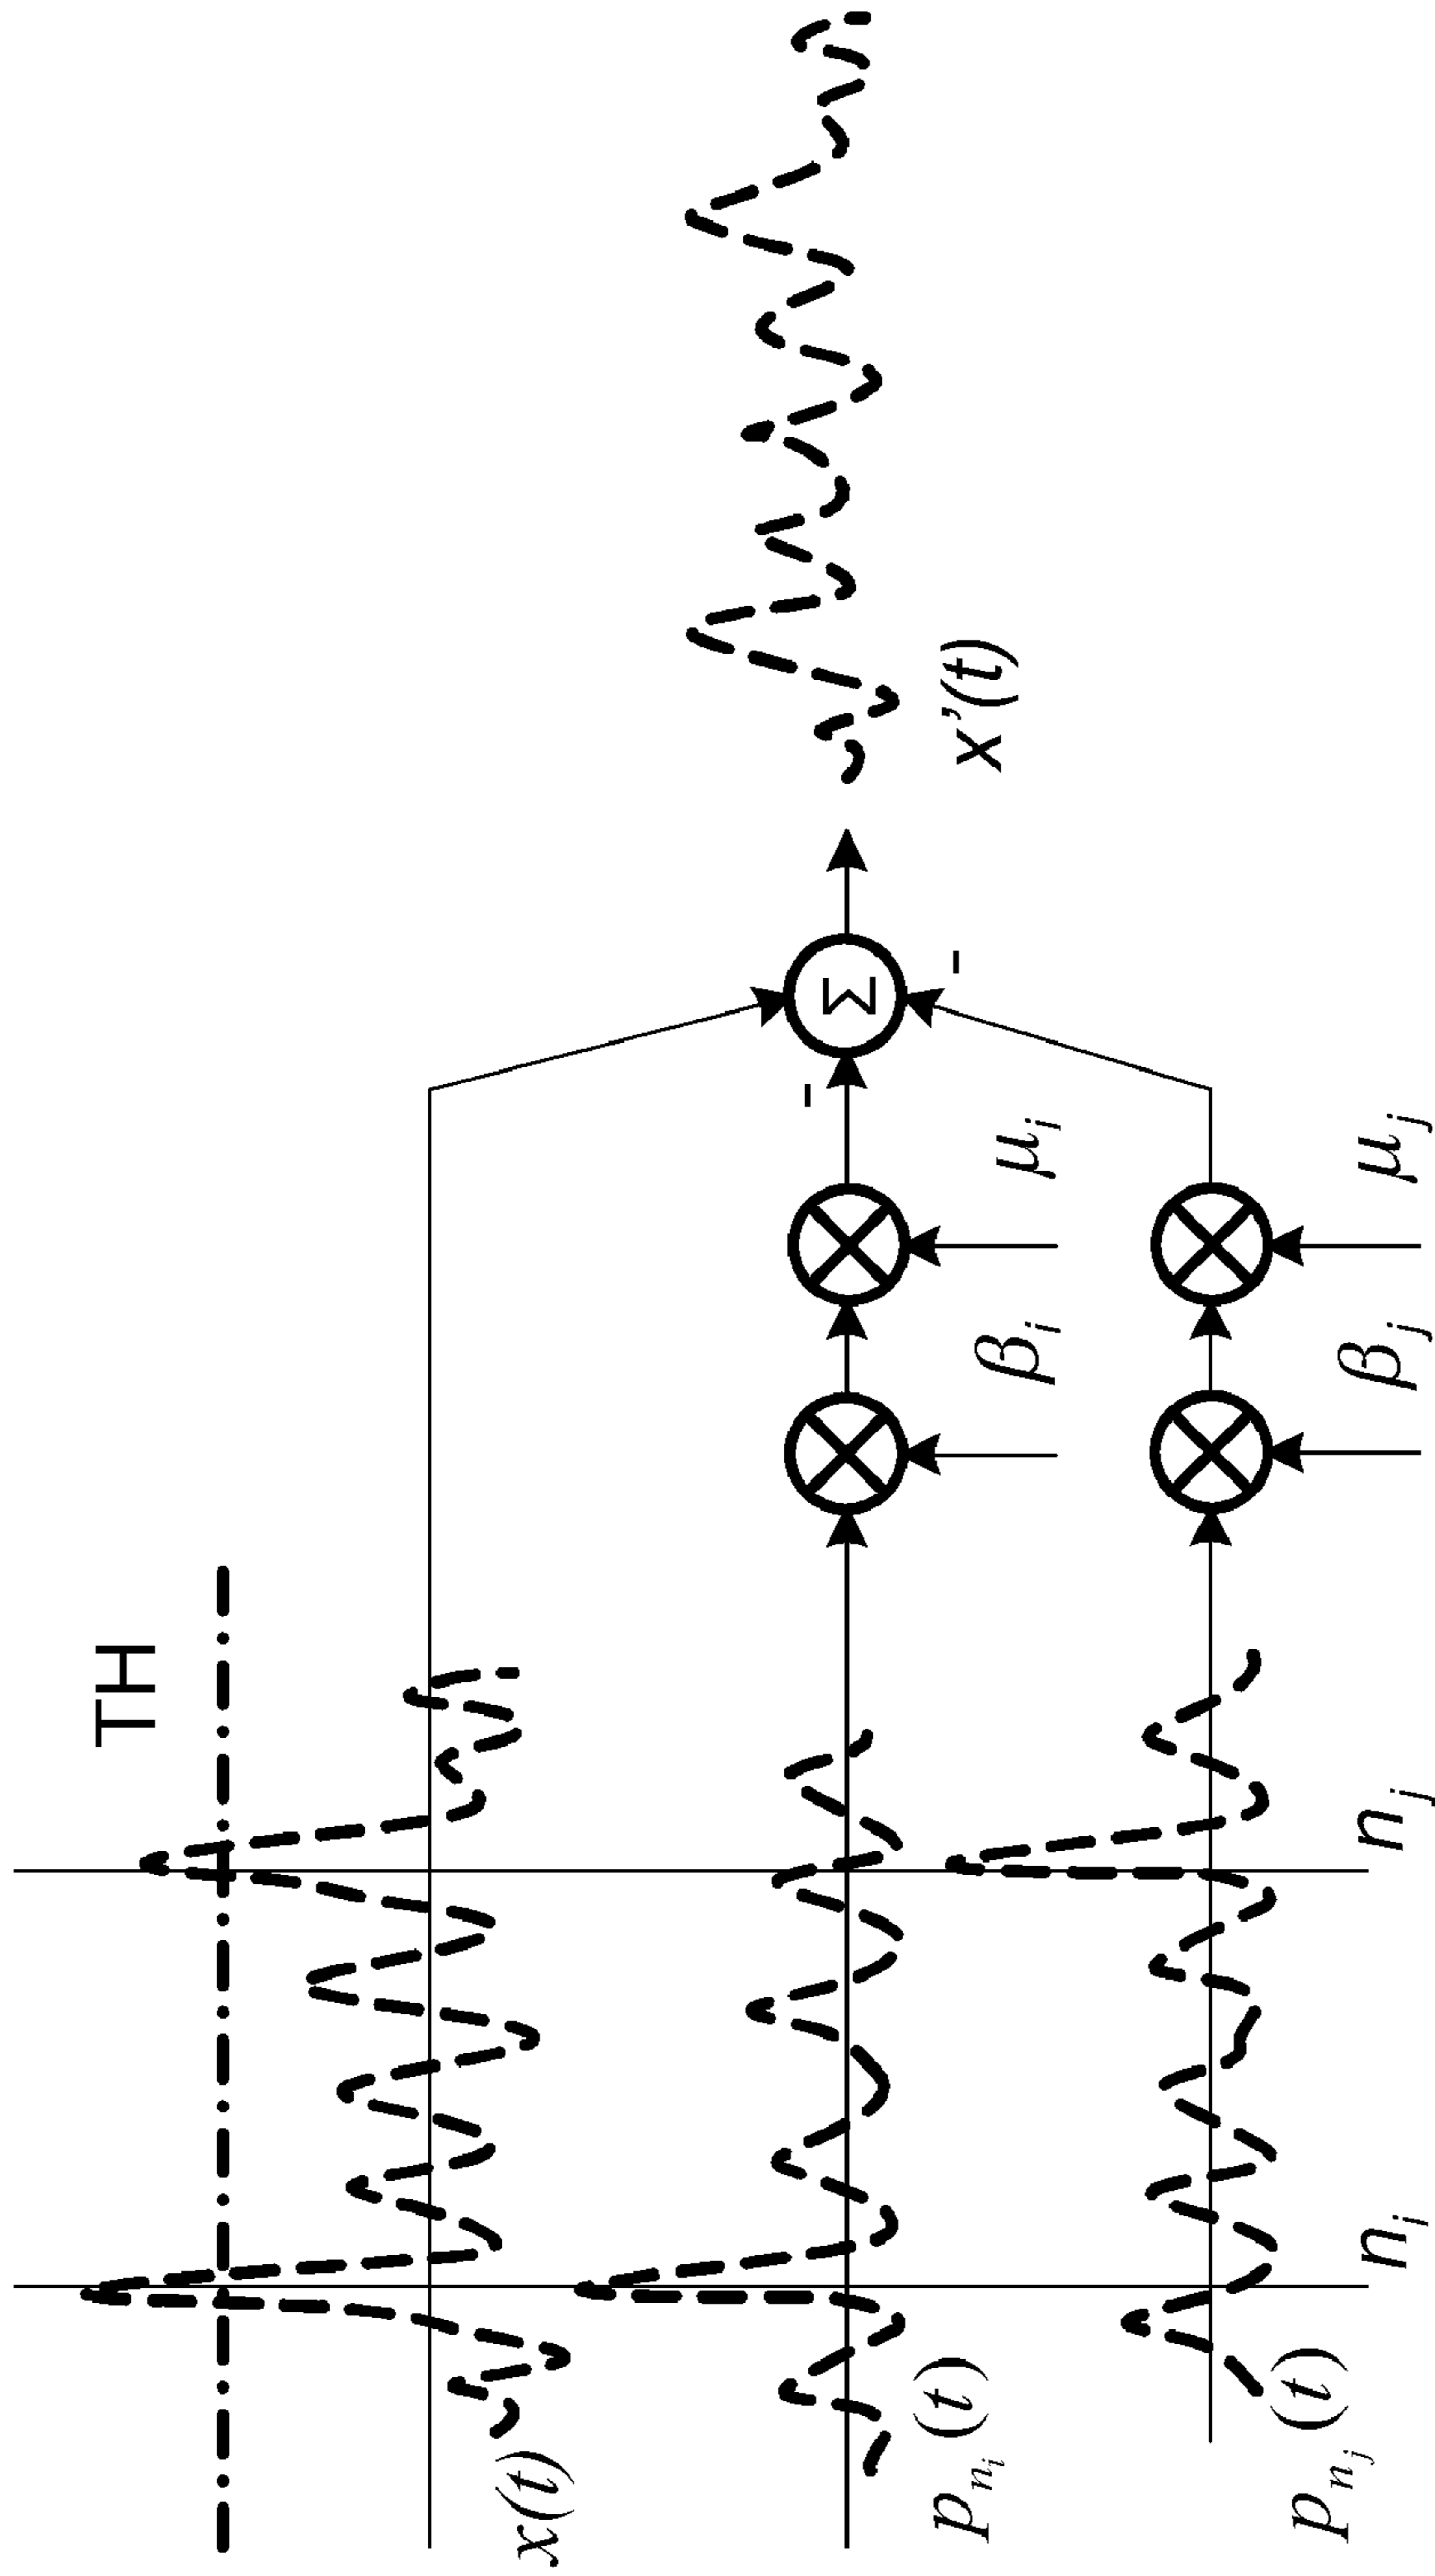 TH
x(t)
β_i
μ_i
-
Σ
-
x'(t)
p_{n_i}(t)
β_j
μ_j
p_{n_j}(t)
n_i
n_j